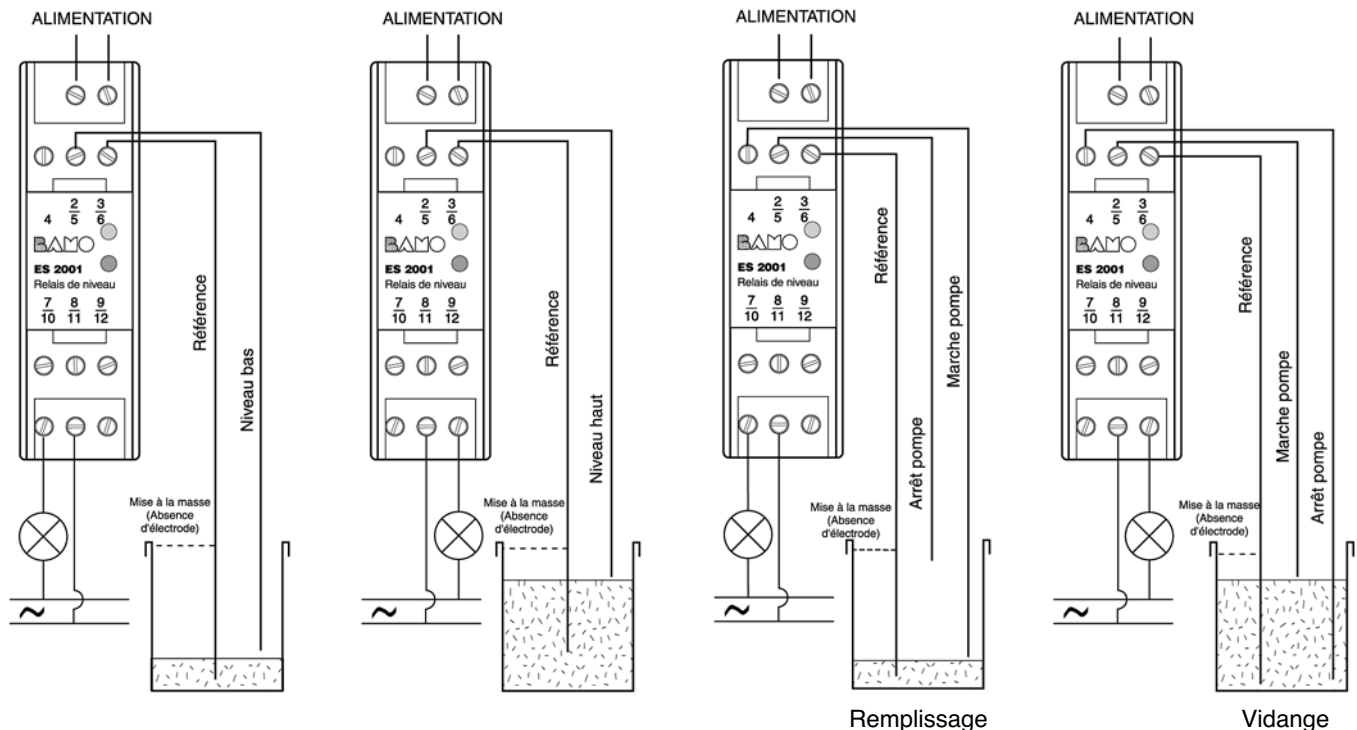 ALIMENTATION
4 2/5 3/6
BAMO
ES 2001
Relais de niveau
7/10 8/11 9/12
Référence
Niveau bas
Mise à la masse
(Absence
d'électrode)
~
ALIMENTATION
4 2/5 3/6
BAMO
ES 2001
Relais de niveau
7/10 8/11 9/12
Référence
Niveau haut
Mise à la masse
(Absence
d'électrode)
~
ALIMENTATION
4 2/5 3/6
BAMO
ES 2001
Relais de niveau
7/10 8/11 9/12
Référence
Arrêt pompe
Marche pompe
Mise à la masse
(Absence
d'électrode)
~
Remplissage
ALIMENTATION
4 2/5 3/6
BAMO
ES 2001
Relais de niveau
7/10 8/11 9/12
Référence
Marche pompe
Arrêt pompe
Mise à la masse
(Absence
d'électrode)
~
Vidange